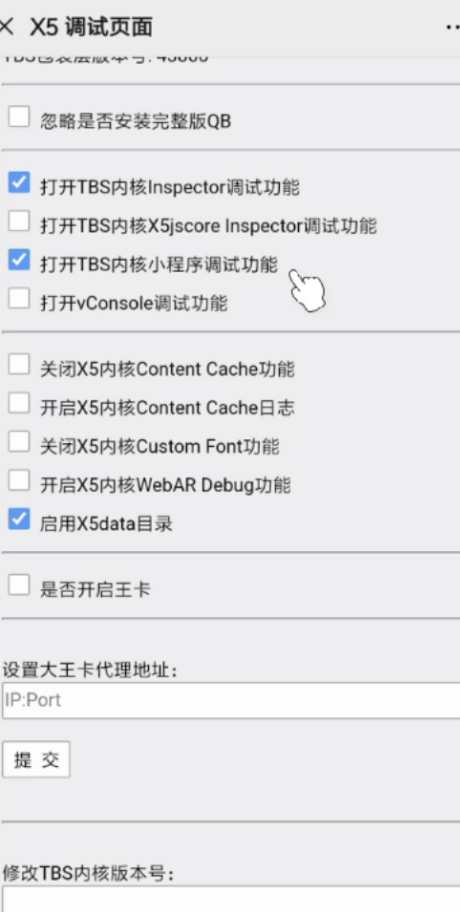 X5 调试页面
TBS包装层版本号: 43800
忽略是否安装完整版QB
打开TBS内核Inspector调试功能
打开TBS内核X5jscore Inspector调试功能
打开TBS内核小程序调试功能
打开vConsole调试功能
关闭X5内核Content Cache功能
开启X5内核Content Cache日志
关闭X5内核Custom Font功能
开启X5内核WebAR Debug功能
启用X5data目录
是否开启王卡
设置大王卡代理地址：
IP:Port
提 交
修改TBS内核版本号：